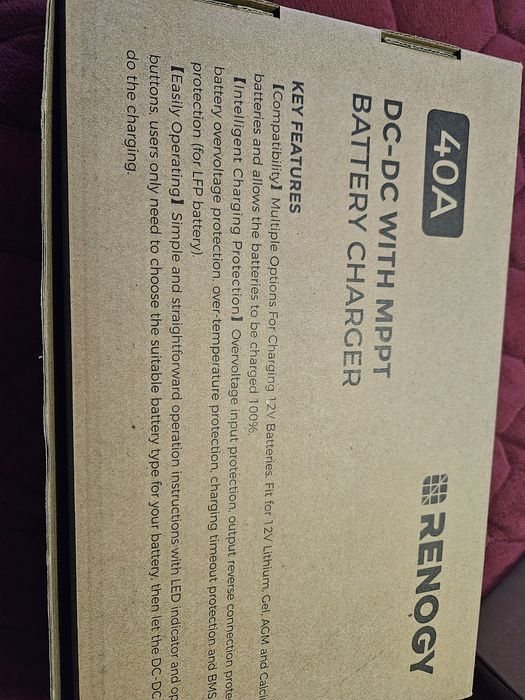 40A
RENOGY
DC-DC WITH MPPT
BATTERY CHARGER
KEY FEATURES
【Compatibility】 Multiple Options For Charging 12V Batteries. Fit for 12V Lithium, Gel, AGM and Calci
batteries and allows the batteries to be charged 100%.
【Intelligent Charging Protection】 Overvoltage input protection, output reverse connection prote
battery overvoltage protection, over-temperature protection, charging timeout protection and BMS
protection (for LFP battery).
【Easily Operating】 Simple and straightforward operation instructions with LED indicator and op
buttons, users only need to choose the suitable battery type for your battery, then let the DC-DC
do the charging.